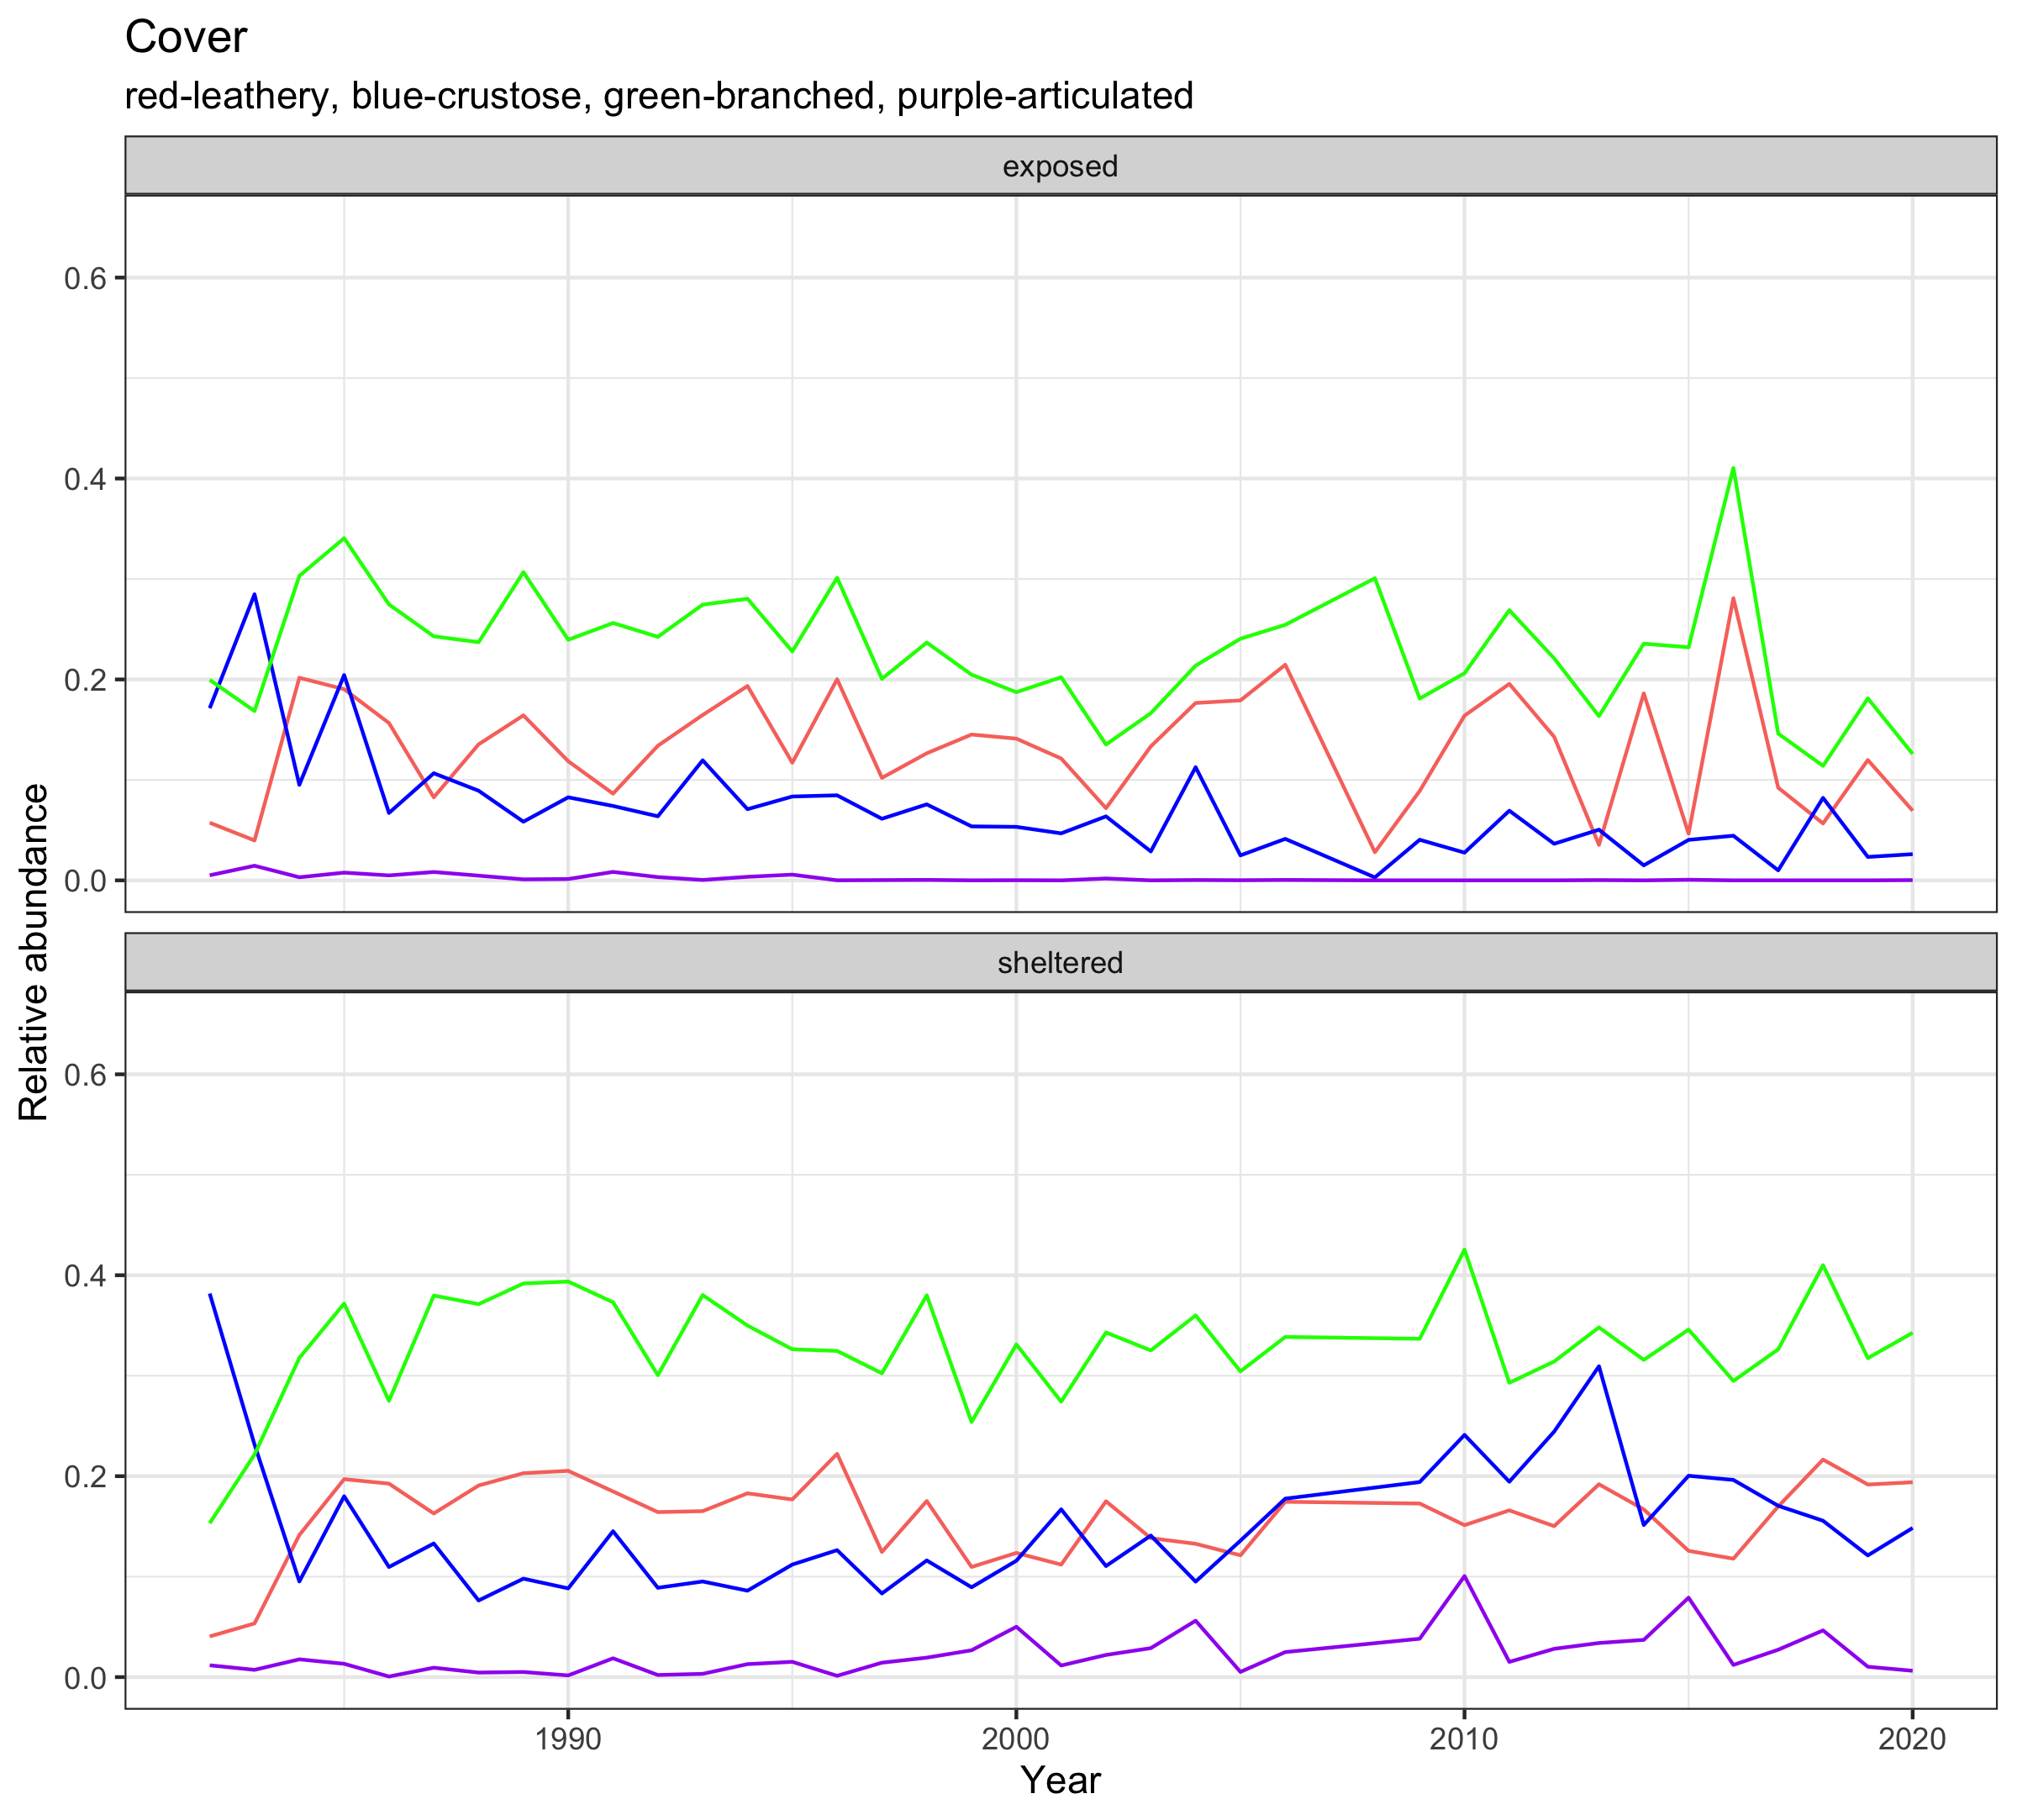 Cover
red-leathery, blue-crustose, green-branched, purple-articulated
exposed
0.6
0.4
0.2
0.0
Relative abundance
sheltered
0.6
0.4
0.2
0.0
1990 2000 2010 2020
Year